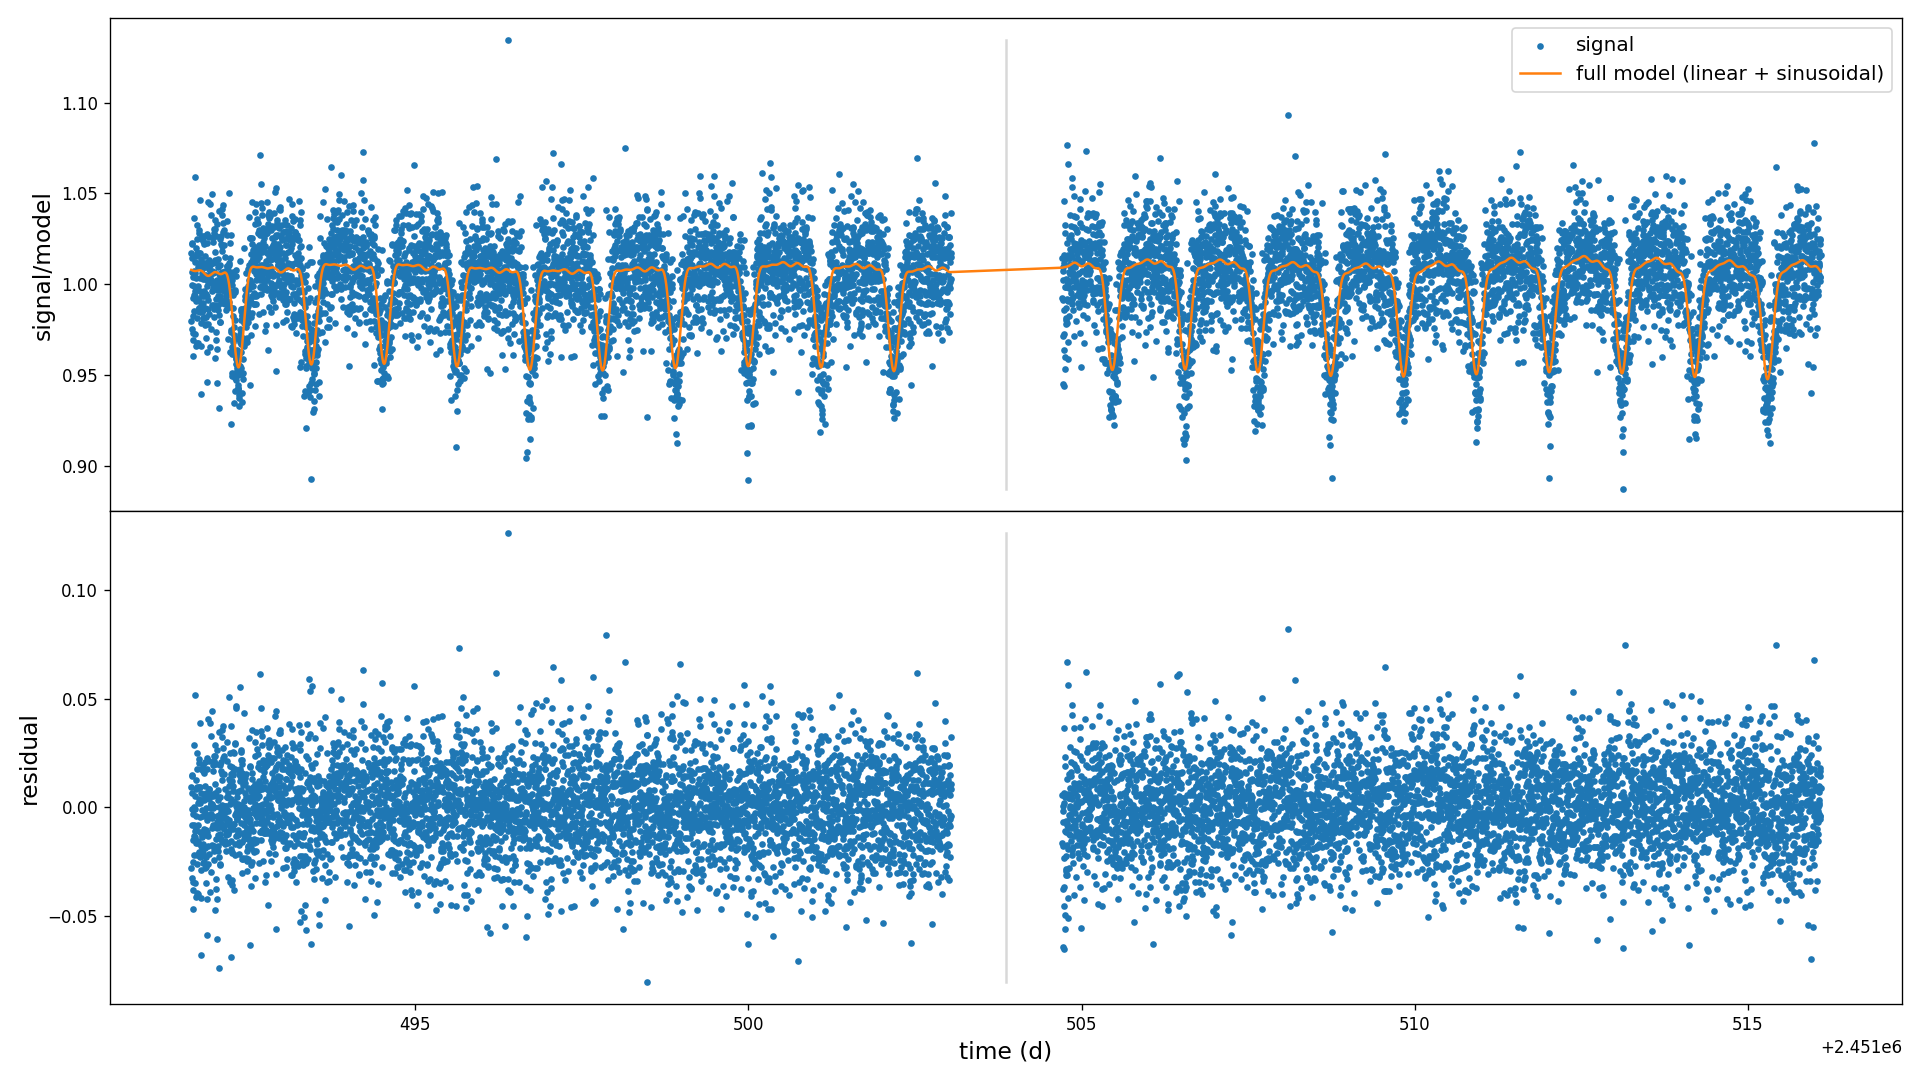 signal
full model (linear + sinusoidal)
signal/model
1.10
1.05
1.00
0.95
0.90
residual
0.10
0.05
0.00
−0.05
495
500
505
510
515
time (d)
+2.451e6